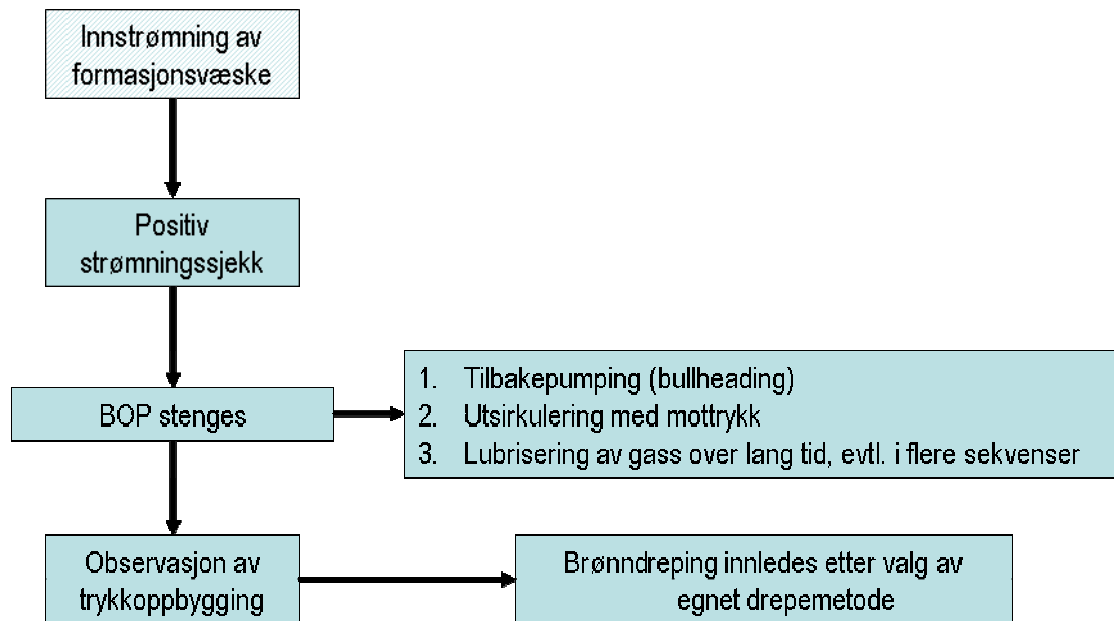 Innstrømning av
formasjonsvæske
Positiv
strømningssjekk
BOP stenges
1. Tilbakepumping (bullheading)
2. Utsirkulering med mottrykk
3. Lubrisering av gass over lang tid, evtl. i flere sekvenser
Observasjon av
trykkoppbygging
Brønndreping innledes etter valg av
egnet drepemetode